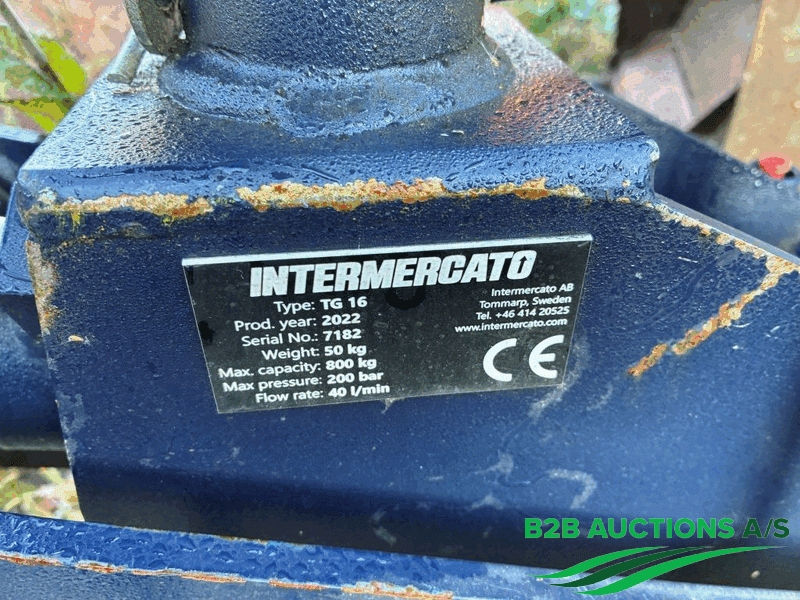 INTERMERCATO
Type: TG 16
Prod. year: 2022
Serial No.: 7182
Weight: 50 kg
Max. capacity: 800 kg
Max pressure: 200 bar
Flow rate: 40 l/min
Intermercato AB
Tommarp, Sweden
Tel. +46 414 20525
www.intermercato.com
CE
B2B AUCTIONS A/S